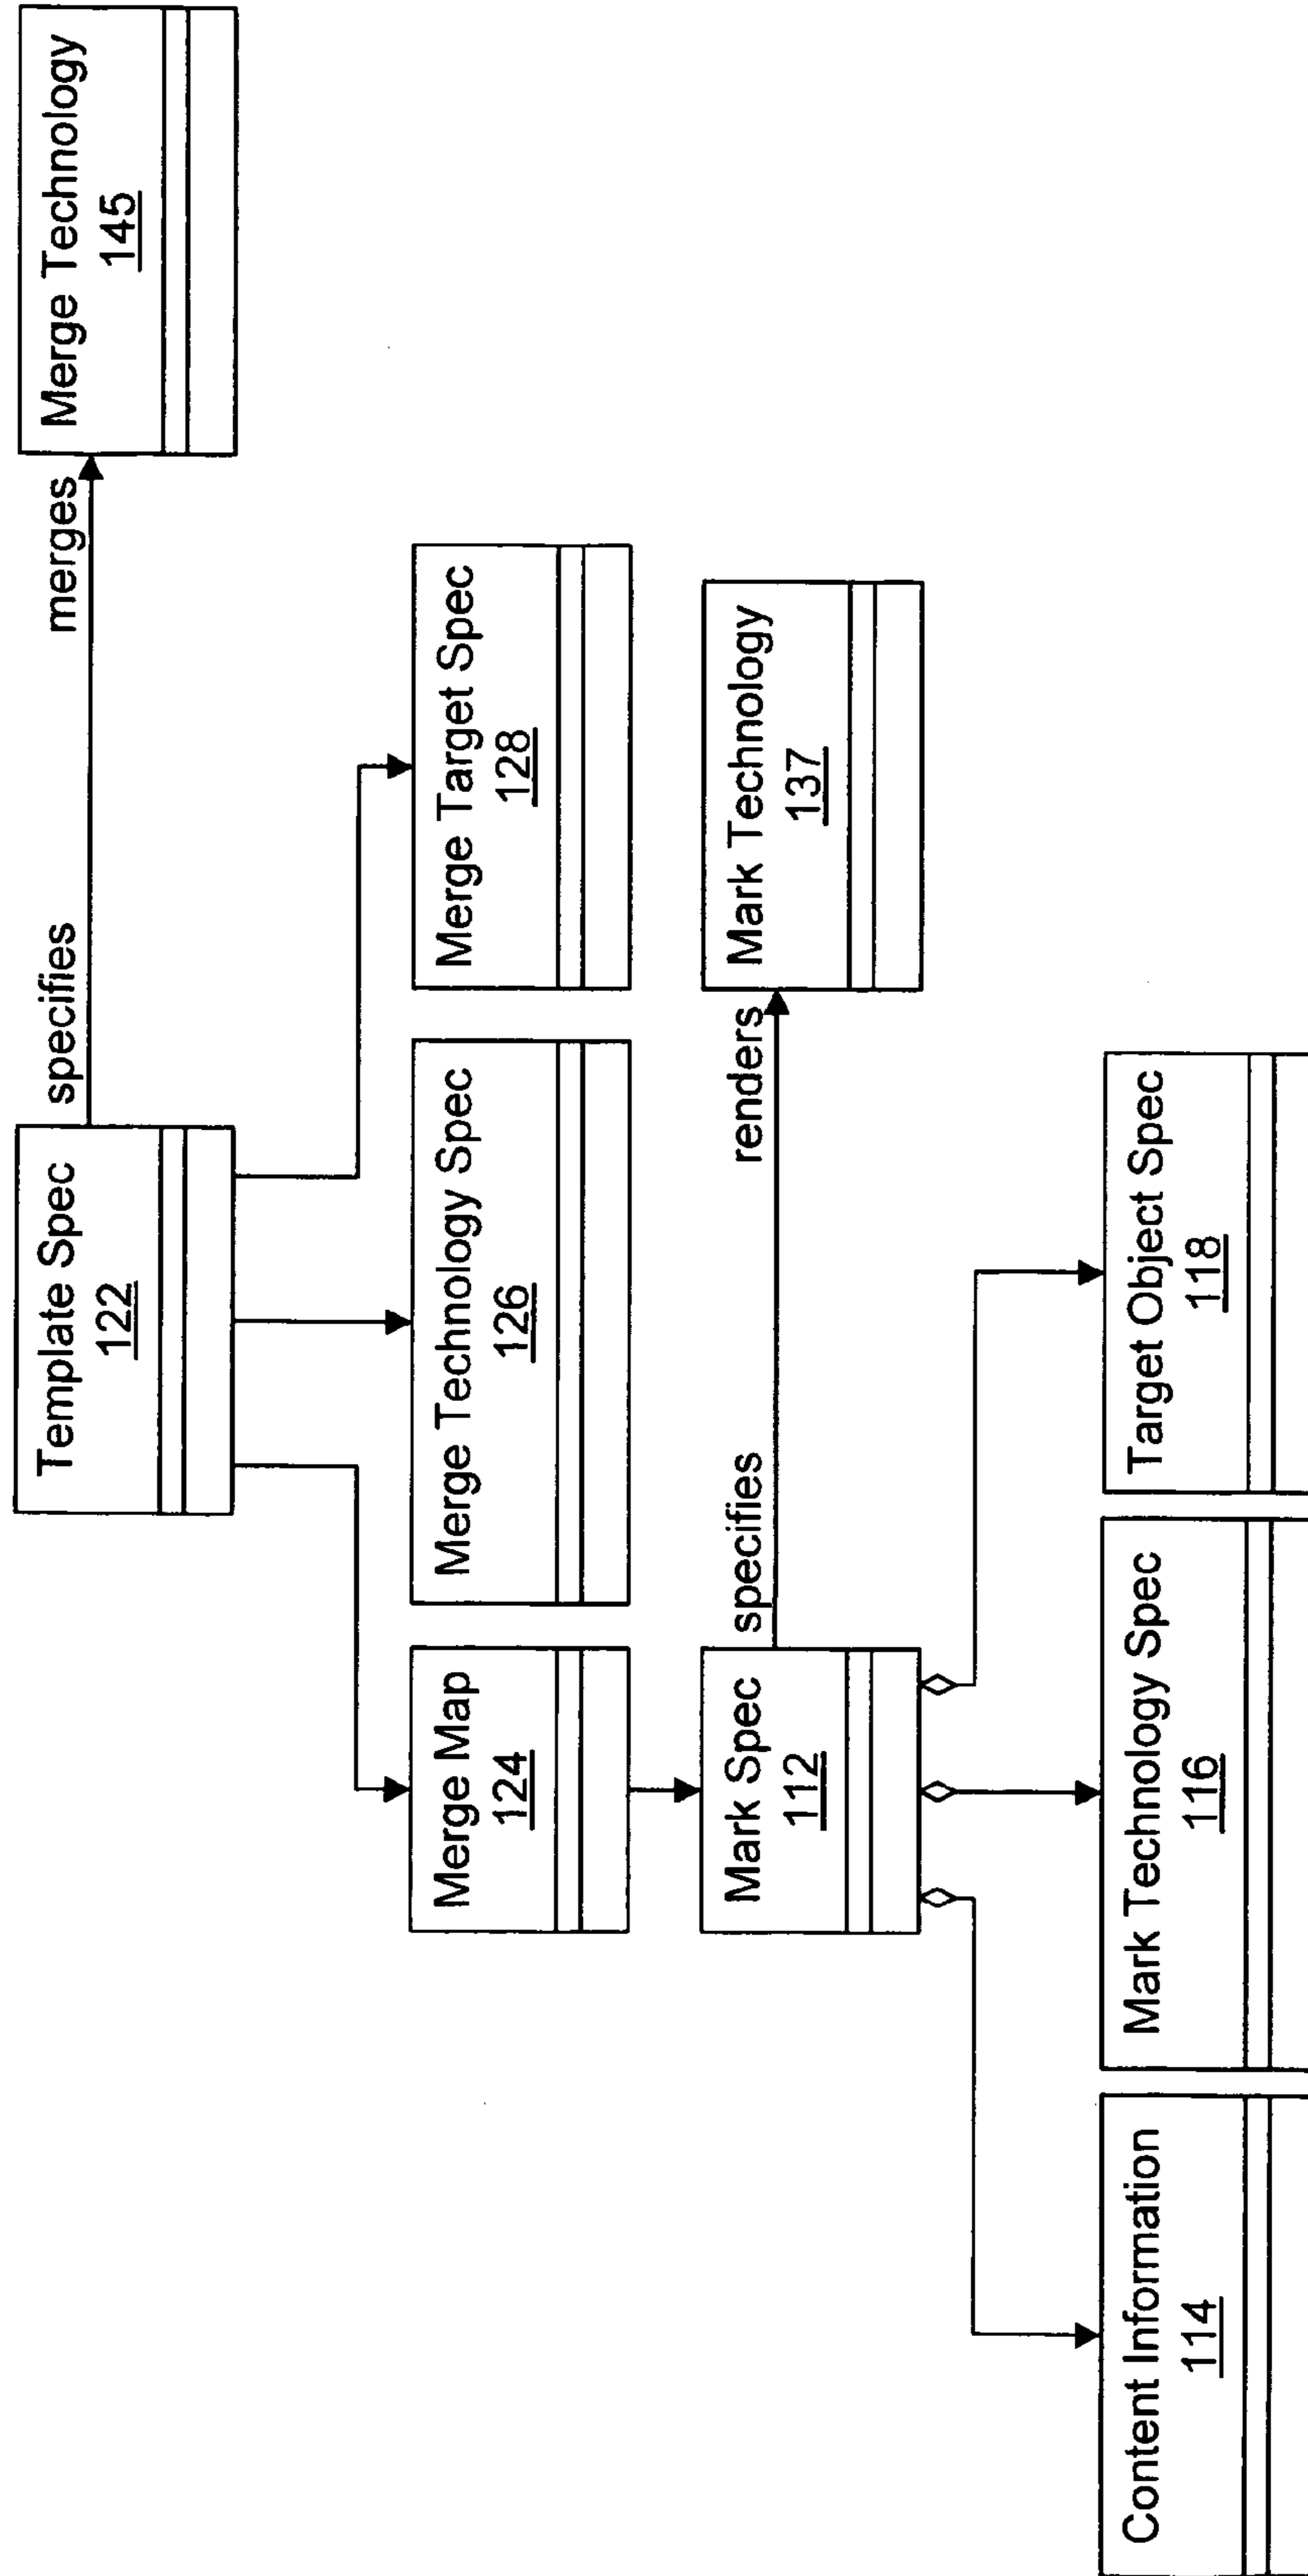 Template Spec
122
specifies
merges
Merge Technology
145
Merge Map
124
Merge Technology Spec
126
Merge Target Spec
128
Mark Spec
112
specifies
renders
Mark Technology
137
Content Information
114
Mark Technology Spec
116
Target Object Spec
118